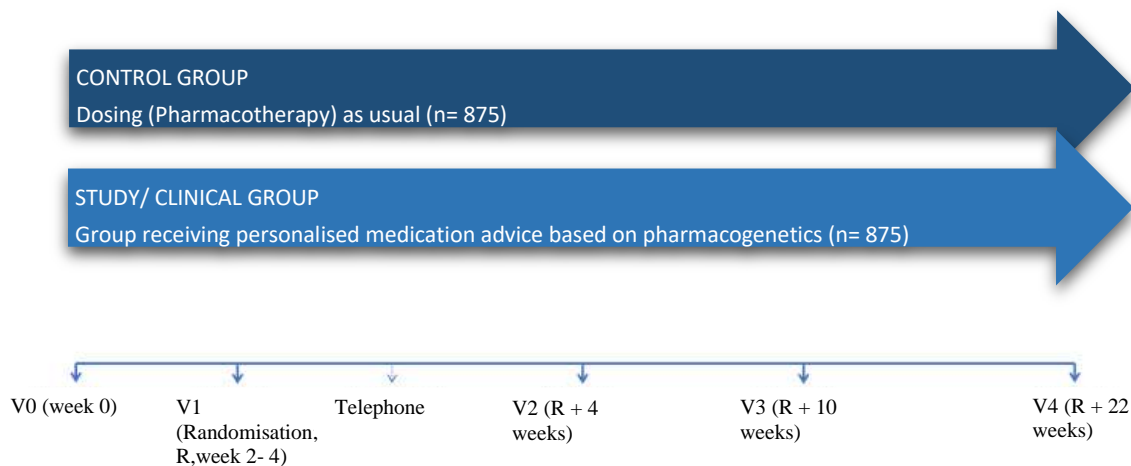 CONTROL GROUP
Dosing (Pharmacotherapy) as usual (n= 875)
STUDY/ CLINICAL GROUP
Group receiving personalised medication advice based on pharmacogenetics (n= 875)
V0 (week 0)
V1
(Randomisation,
R,week 2- 4)
Telephone
V2 (R + 4
weeks)
V3 (R + 10
weeks)
V4 (R + 22
weeks)